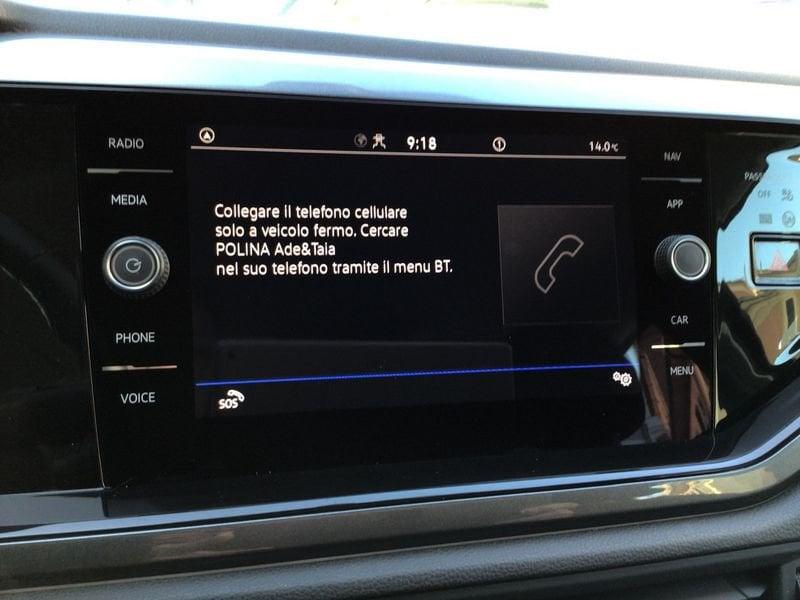 RADIO
MEDIA
PHONE
VOICE
9:18
14.0°C
Collegare il telefono cellulare
solo a veicolo fermo. Cercare
POLINA Ade&Taia
nel suo telefono tramite il menu BT.
SOS
NAV
APP
CAR
MENU
OFF